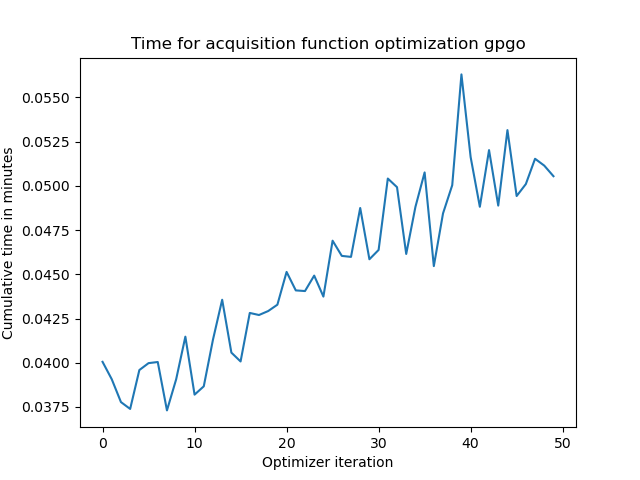 Time for acquisition function optimization gpgo
Cumulative time in minutes
0.0550
0.0525
0.0500
0.0475
0.0450
0.0425
0.0400
0.0375
0 10 20 30 40 50
Optimizer iteration